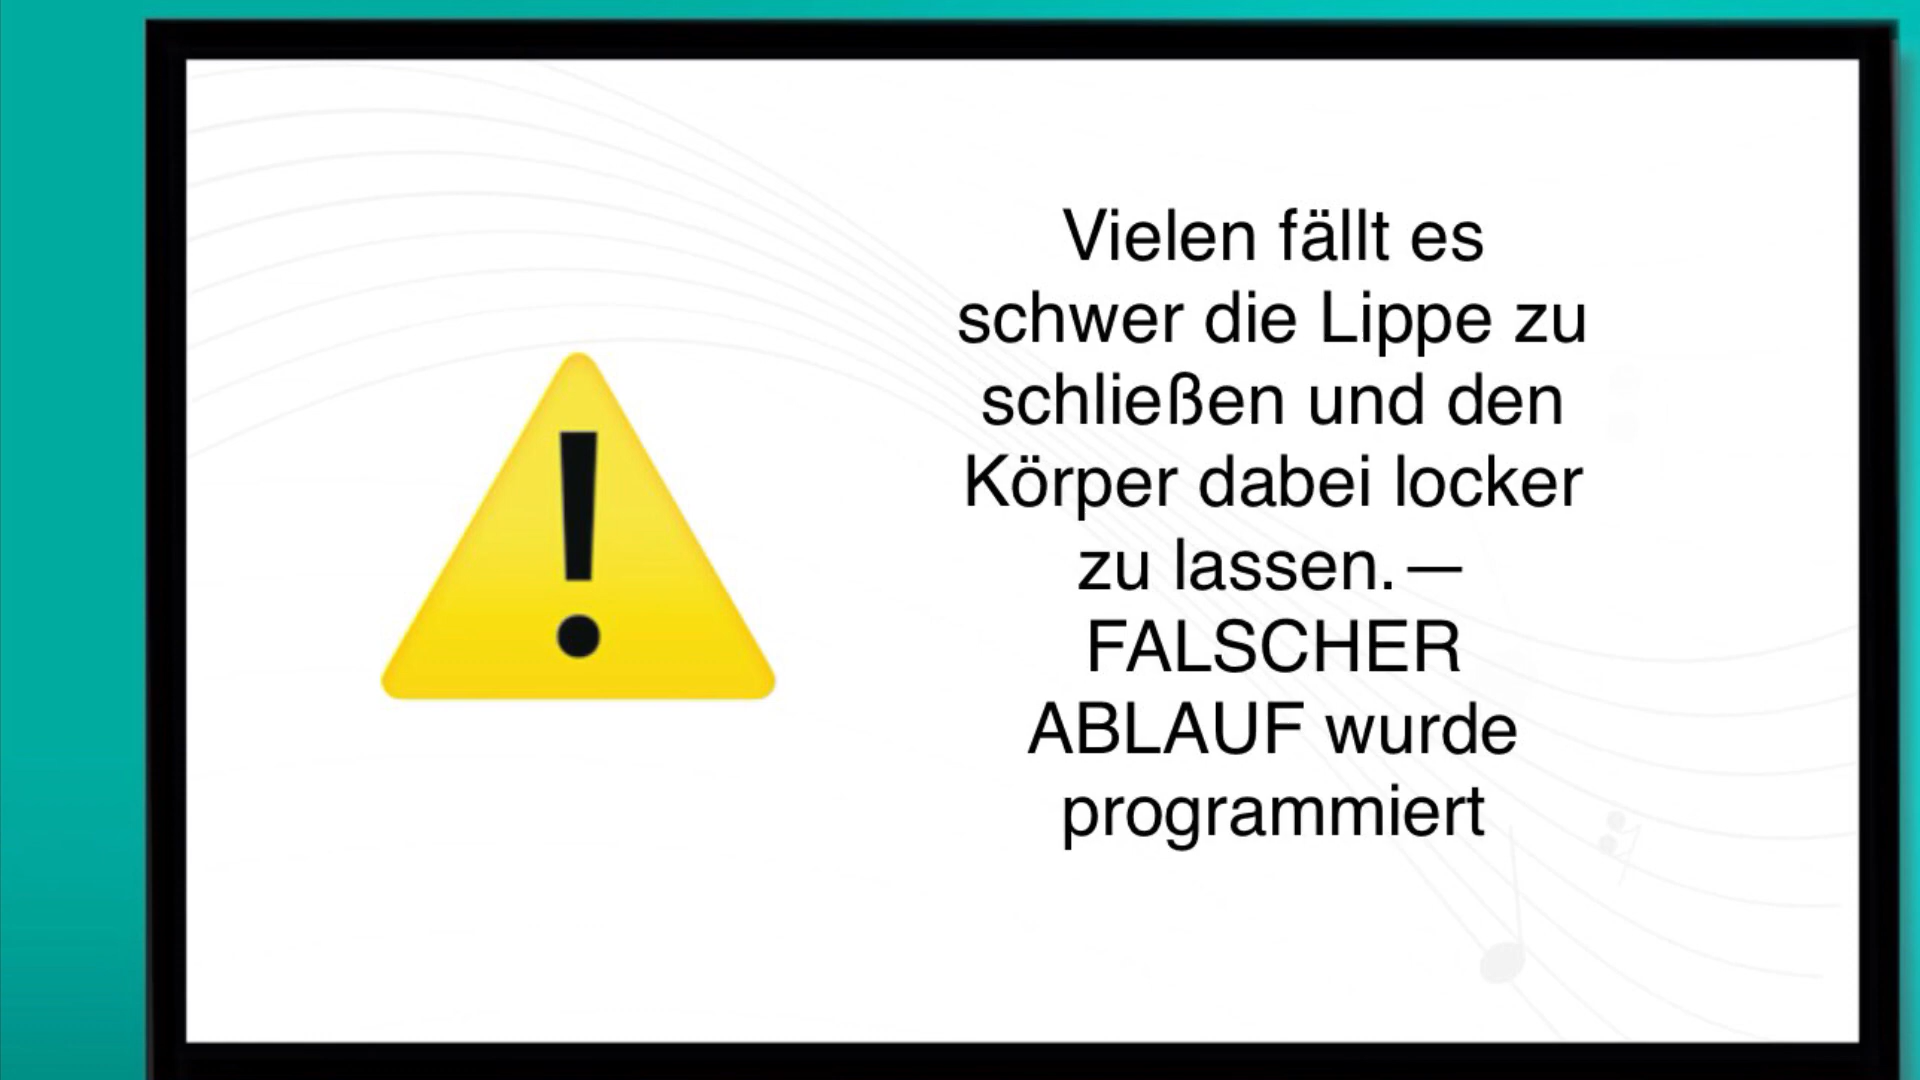 Vielen fällt es
schwer die Lippe zu
schließen und den
Körper dabei locker
zu lassen.—
FALSCHER
ABLAUF wurde
programmiert